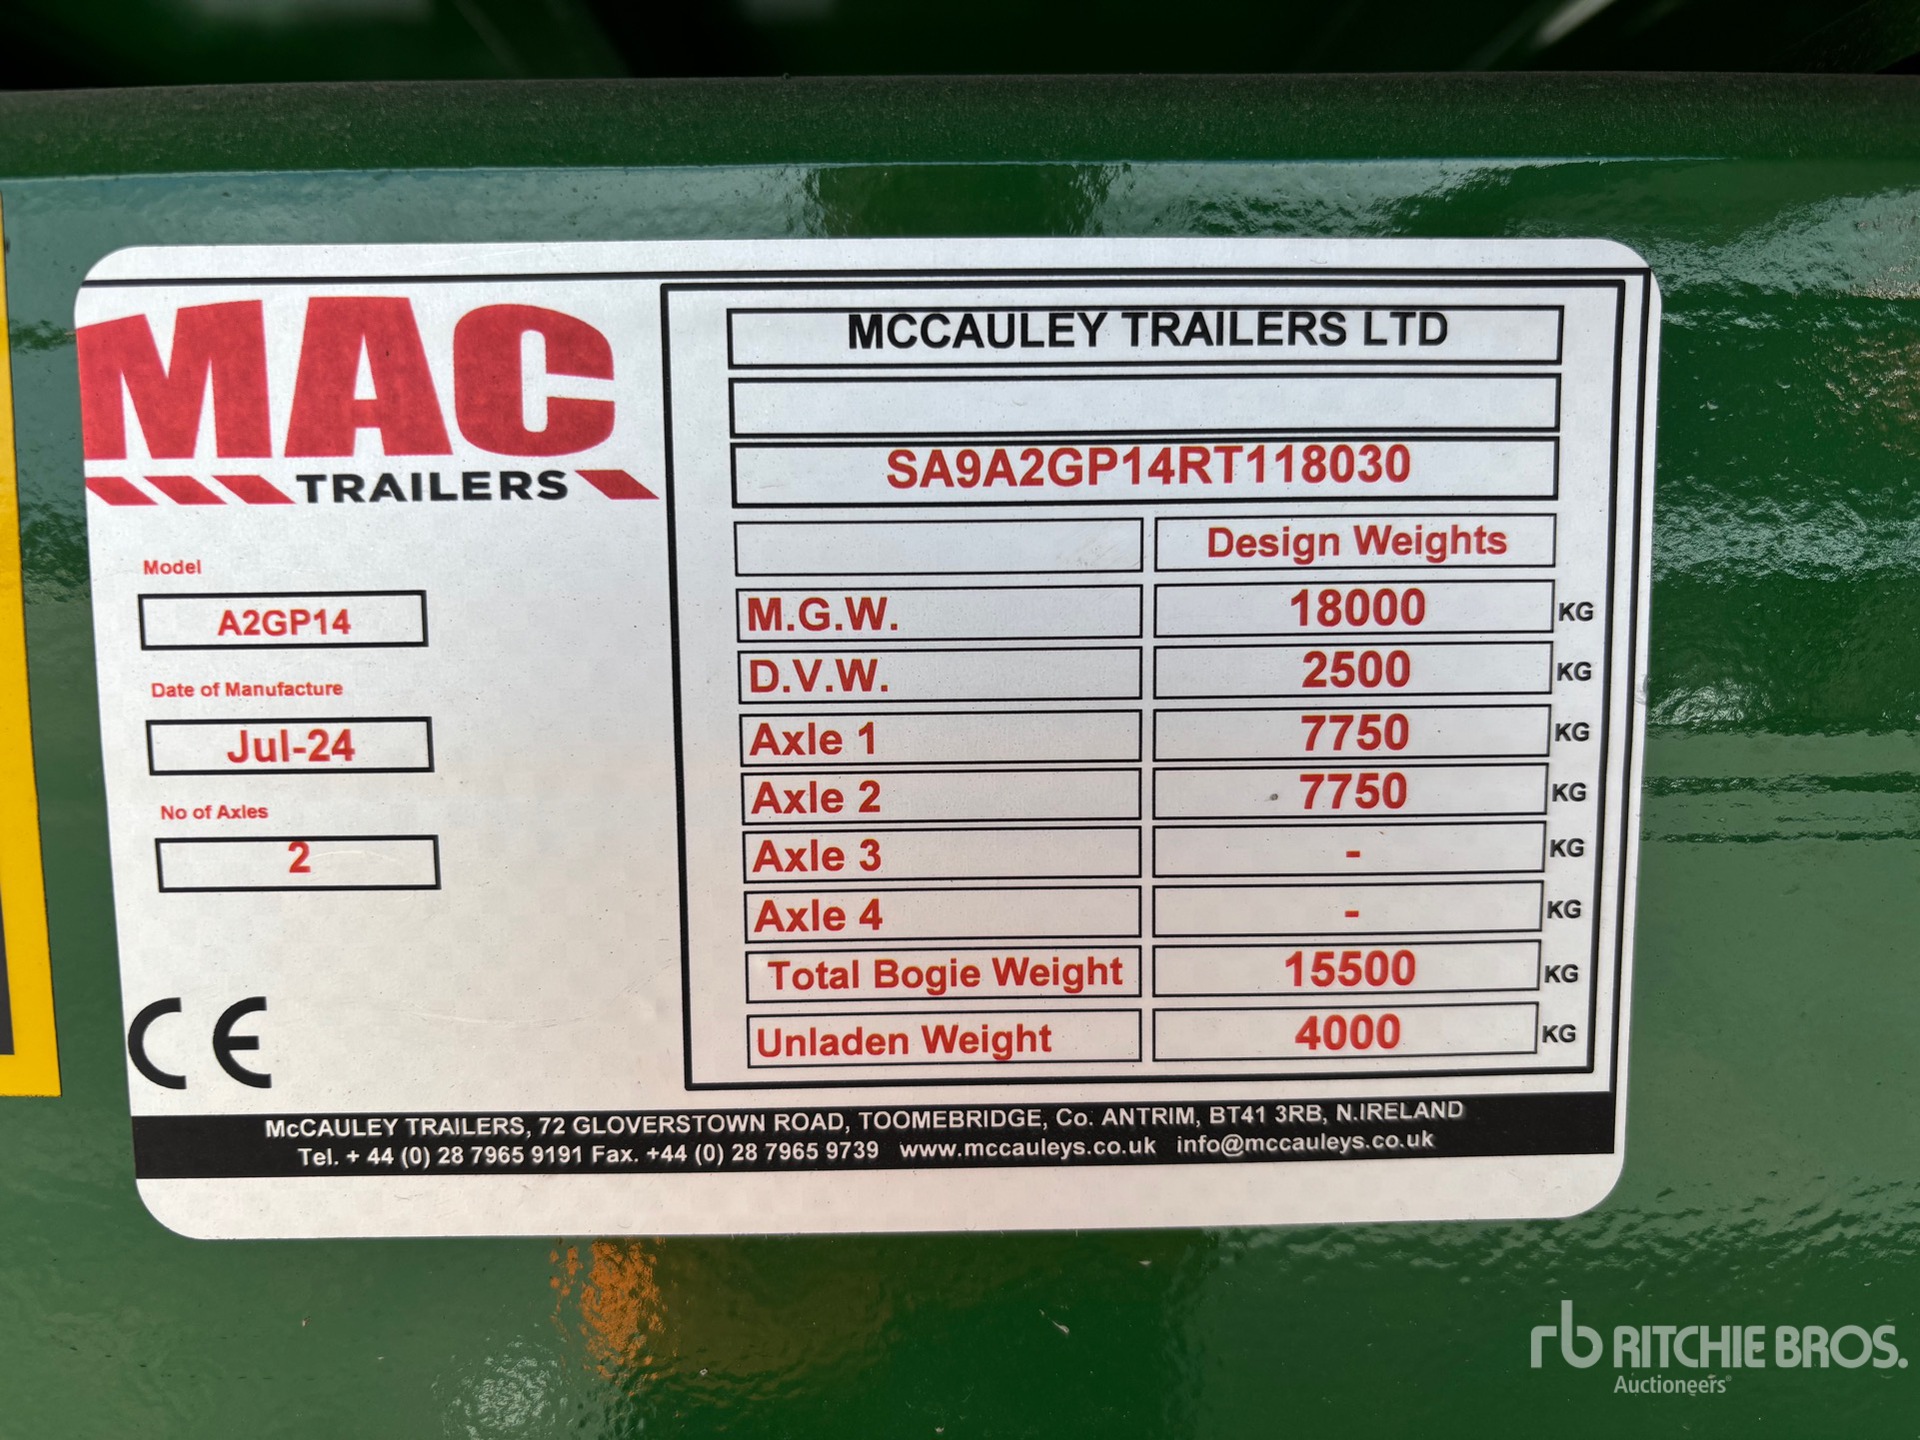 MAC
TRAILERS
Model
A2GP14
Date of Manufacture
Jul-24
No of Axles
2
CE
MCCAULEY TRAILERS LTD
SA9A2GP14RT118030
Design Weights
M.G.W. 18000 KG
D.V.W. 2500 KG
Axle 1 7750 KG
Axle 2 7750 KG
Axle 3 - KG
Axle 4 - KG
Total Bogie Weight 15500 KG
Unladen Weight 4000 KG
McCAULEY TRAILERS, 72 GLOVERSTOWN ROAD, TOOMEBRIDGE, Co. ANTRIM, BT41 3RB, N.IRELAND
Tel. + 44 (0) 28 7965 9191 Fax. +44 (0) 28 7965 9739 www.mccauleys.co.uk info@mccauleys.co.uk
rb RITCHIE BROS.
Auctioneers